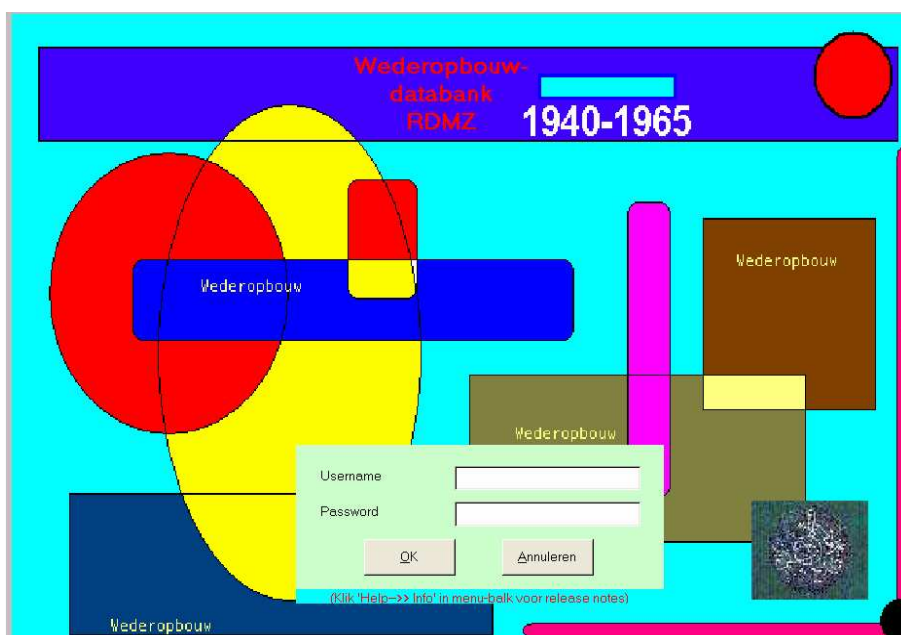 Wederopbouw-
databank
RDMZ
1940-1965
Wederopbouw
Wederopbouw
Wederopbouw
Username
Password
OK
Annuleren
(Klik 'Help-->> Info' in menu-balk voor release notes)
Wederopbouw